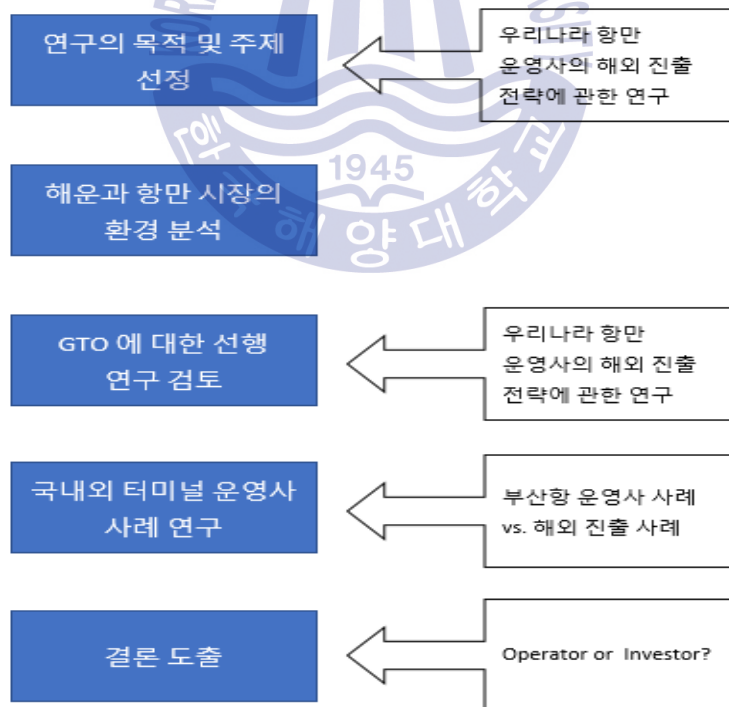 연구의 목적 및 주제
선정
우리나라 항만
운영사의 해외 진출
전략에 관한 연구
1945
해양대학교
해운과 항만 시장의
환경 분석
GTO 에 대한 선행
연구 검토
우리나라 항만
운영사의 해외 진출
전략에 관한 연구
국내외 터미널 운영사
사례 연구
부산항 운영사 사례
vs. 해외 진출 사례
결론 도출
Operator or Investor?